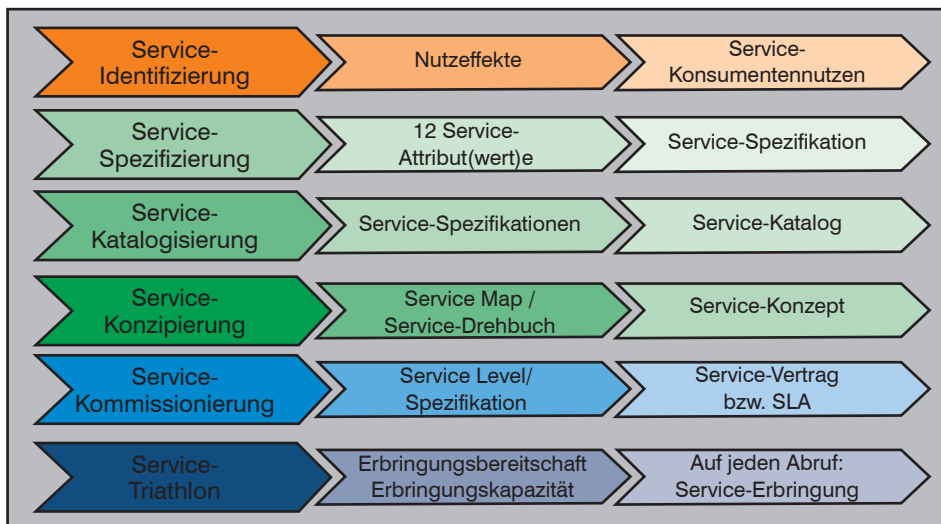 Service-
Identifizierung
Nutzeffekte
Service-
Konsumentennutzen
Service-
Spezifizierung
12 Service-
Attribut(wert)e
Service-Spezifikation
Service-
Katalogisierung
Service-Spezifikationen
Service-Katalog
Service-
Konzipierung
Service Map /
Service-Drehbuch
Service-Konzept
Service-
Kommissionierung
Service Level/
Spezifikation
Service-Vertrag
bzw. SLA
Service-
Triathlon
Erbringungsbereitschaft
Erbringungskapazität
Auf jeden Abruf:
Service-Erbringung